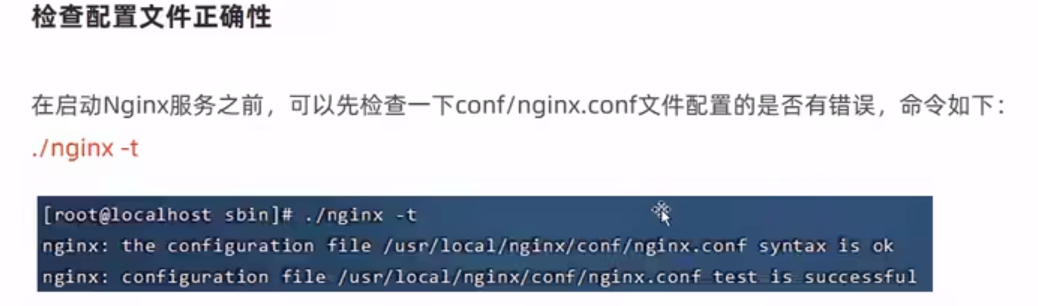 检查配置文件正确性
在启动Nginx服务之前，可以先检查一下conf/nginx.conf文件配置的是否有错误，命令如下：
./nginx -t
[root@localhost sbin]# ./nginx -t
nginx: the configuration file /usr/local/nginx/conf/nginx.conf syntax is ok
nginx: configuration file /usr/local/nginx/conf/nginx.conf test is successful